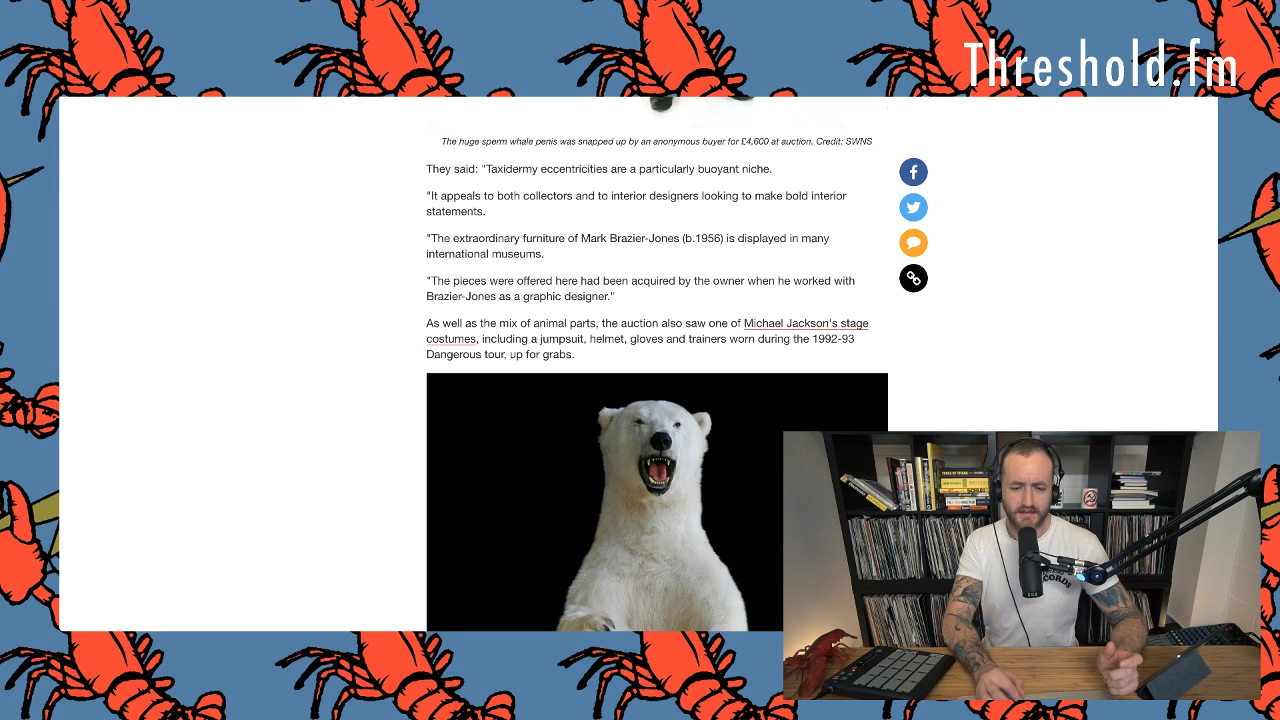 Threshold.fm
The huge sperm whale penis was snapped up by an anonymous buyer for £4,600 at auction. Credit: SWNS
They said: "Taxidermy eccentricities are a particularly buoyant niche.
"It appeals to both collectors and to interior designers looking to make bold interior
statements.
"The extraordinary furniture of Mark Brazier-Jones (b.1956) is displayed in many
international museums.
"The pieces were offered here had been acquired by the owner when he worked with
Brazier-Jones as a graphic designer."
As well as the mix of animal parts, the auction also saw one of Michael Jackson's stage
costumes, including a jumpsuit, helmet, gloves and trainers worn during the 1992-93
Dangerous tour, up for grabs.